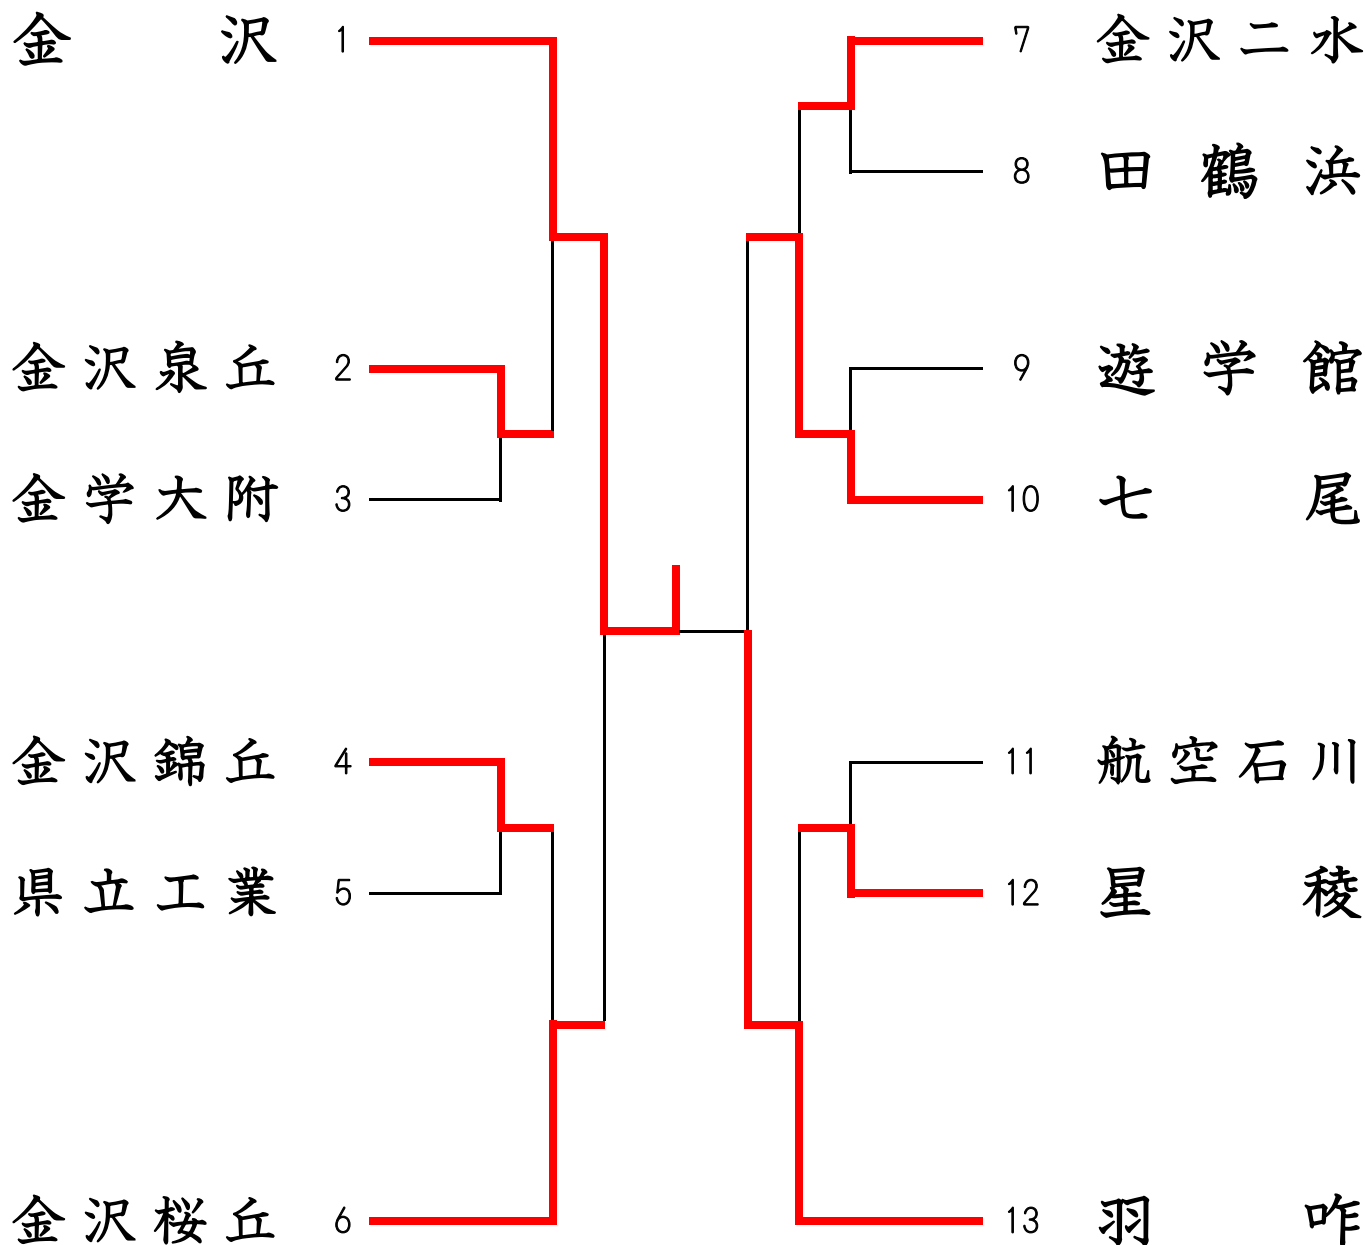 金沢 1
金沢泉丘 2
金学大附 3
金沢錦丘 4
県立工業 5
金沢桜丘 6
7 金沢二水
8 田鶴浜
9 遊学館
10 七尾
11 航空石川
12 星稜
13 羽咋